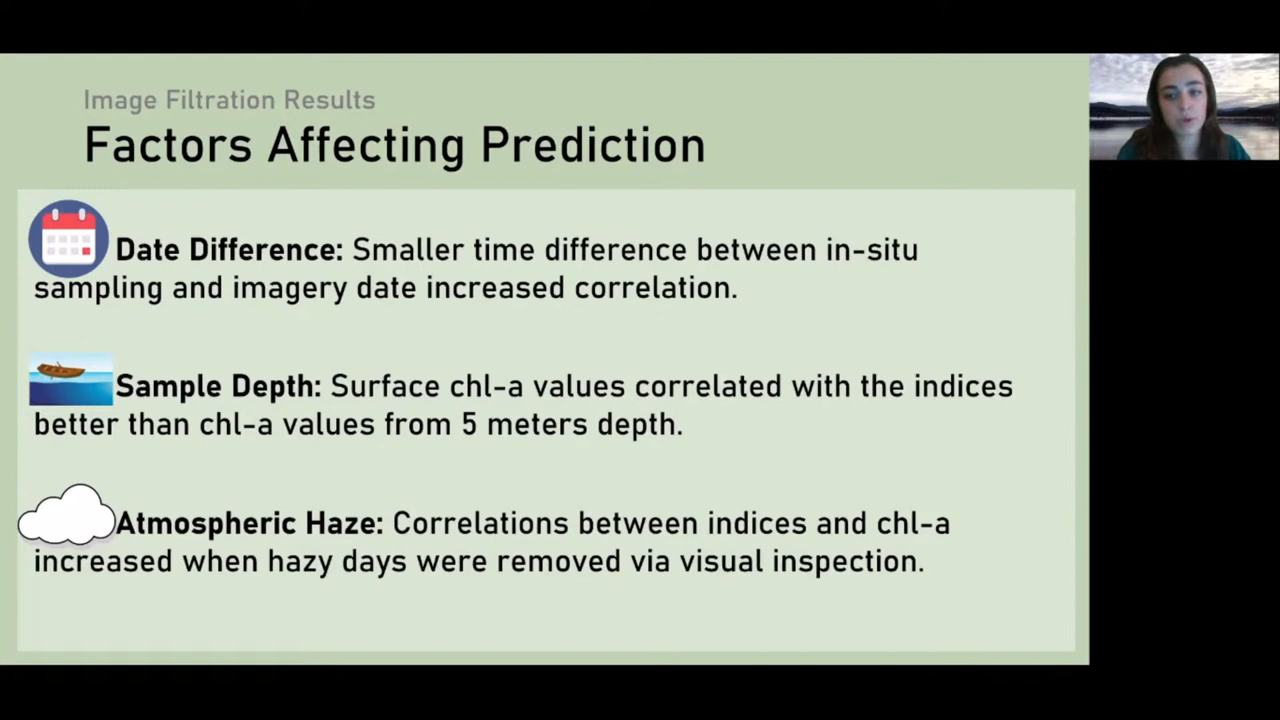 Image Filtration Results
Factors Affecting Prediction
Date Difference: Smaller time difference between in-situ
sampling and imagery date increased correlation.
Sample Depth: Surface chl-a values correlated with the indices
better than chl-a values from 5 meters depth.
Atmospheric Haze: Correlations between indices and chl-a
increased when hazy days were removed via visual inspection.